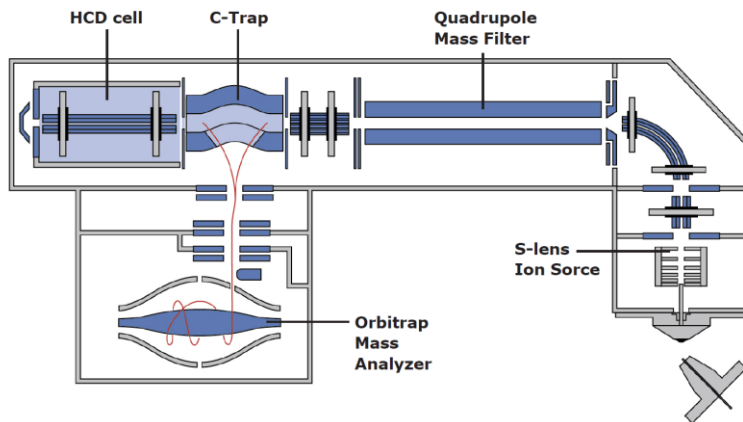 HCD cell
C-Trap
Quadrupole
Mass Filter
S-lens
Ion Sorce
Orbitrap
Mass
Analyzer